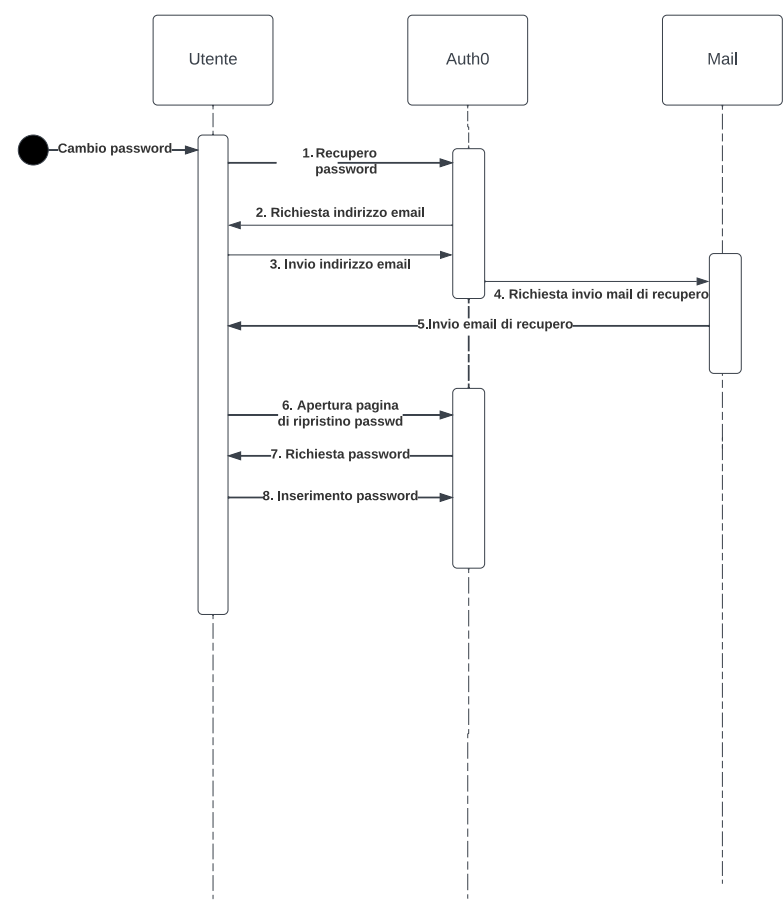 Utente
Auth0
Mail
Cambio password
1. Recupero
password
2. Richiesta indirizzo email
3. Invio indirizzo email
4. Richiesta invio mail di recupero
5.Invio email di recupero
6. Apertura pagina
di ripristino passwd
7. Richiesta password
8. Inserimento password